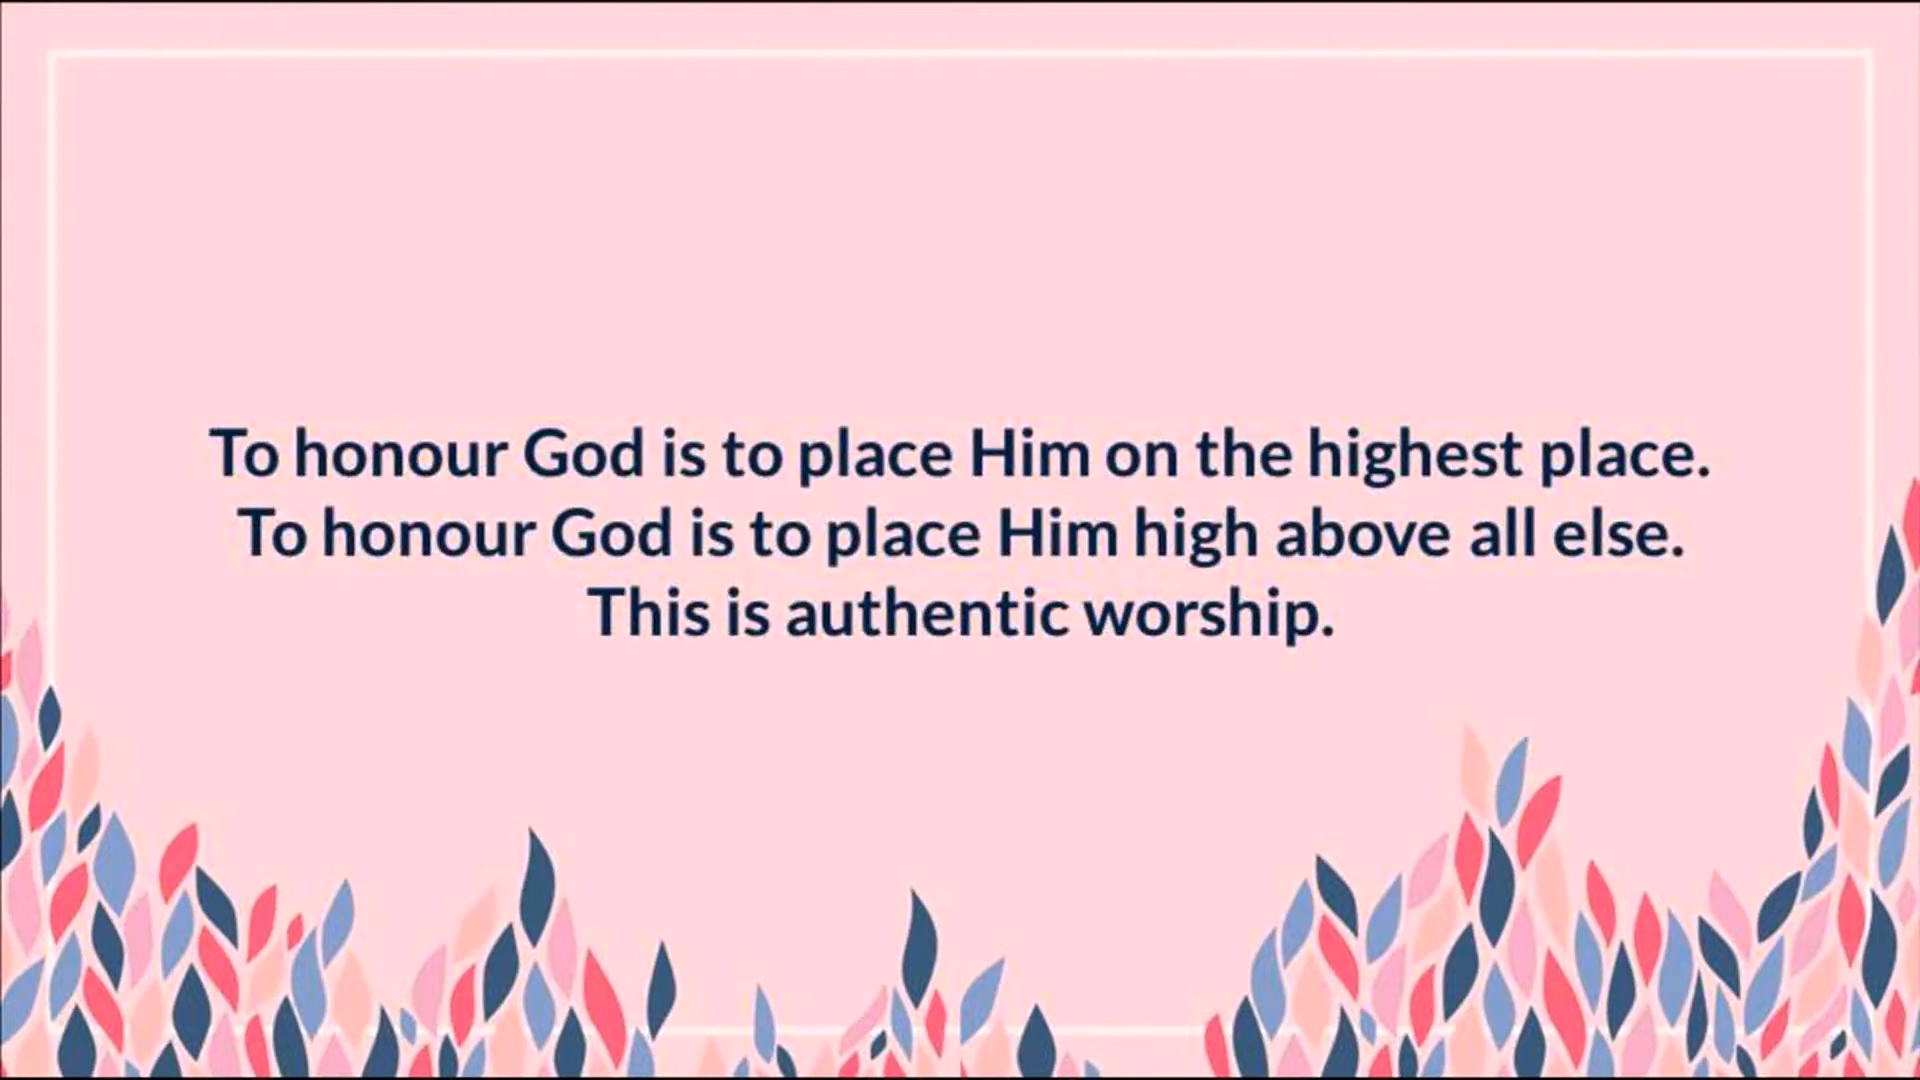 To honour God is to place Him on the highest place.
To honour God is to place Him high above all else.
This is authentic worship.